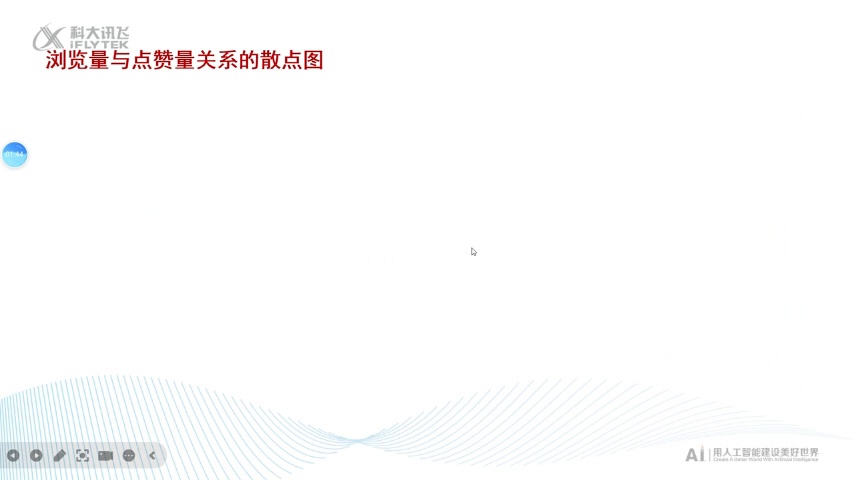 科大讯飞
iFLYTEK
浏览量与点赞量关系的散点图
01:44
AI 用人工智能建设美好世界
Create A Better World With Artificial Intelligence